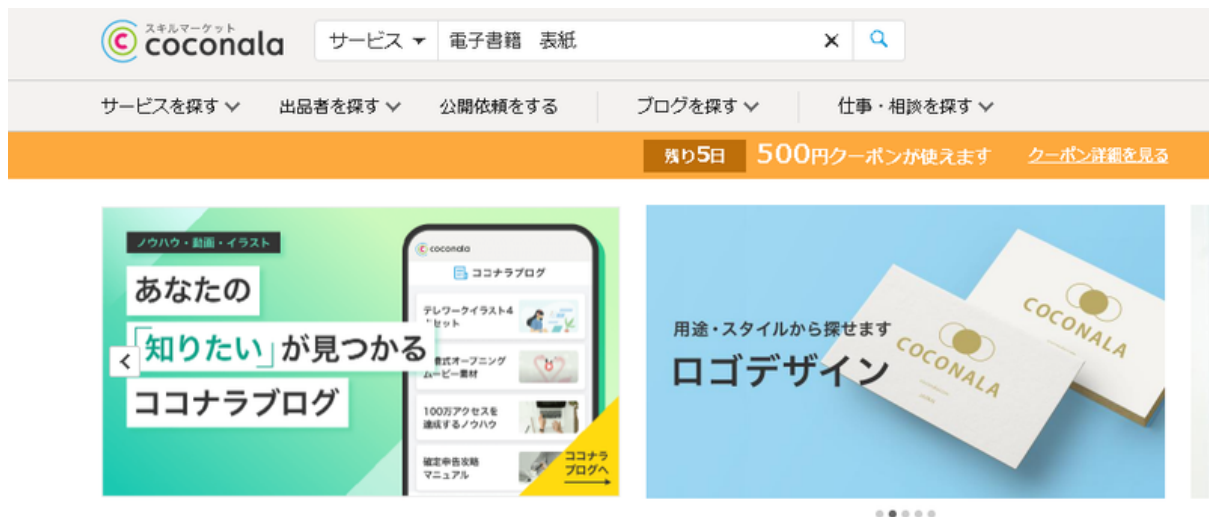 スキルマーケット
coconala
サービス
電子書籍 表紙
サービスを探す
出品者を探す
公開依頼をする
ブログを探す
仕事・相談を探す
残り5日
500円クーポンが使えます
クーポン詳細を見る
ノウハウ・動画・イラスト
あなたの
「知りたい」が見つかる
ココナラブログ
coconala
ココナラブログ
テレワークイラスト4
セット
式オープニング
ムービー素材
100万アクセスを
達成するノウハウ
確定申告攻略
マニュアル
ココナラ
ブログへ
用途・スタイルから探せます
ロゴデザイン
COCONALA
COCONALA